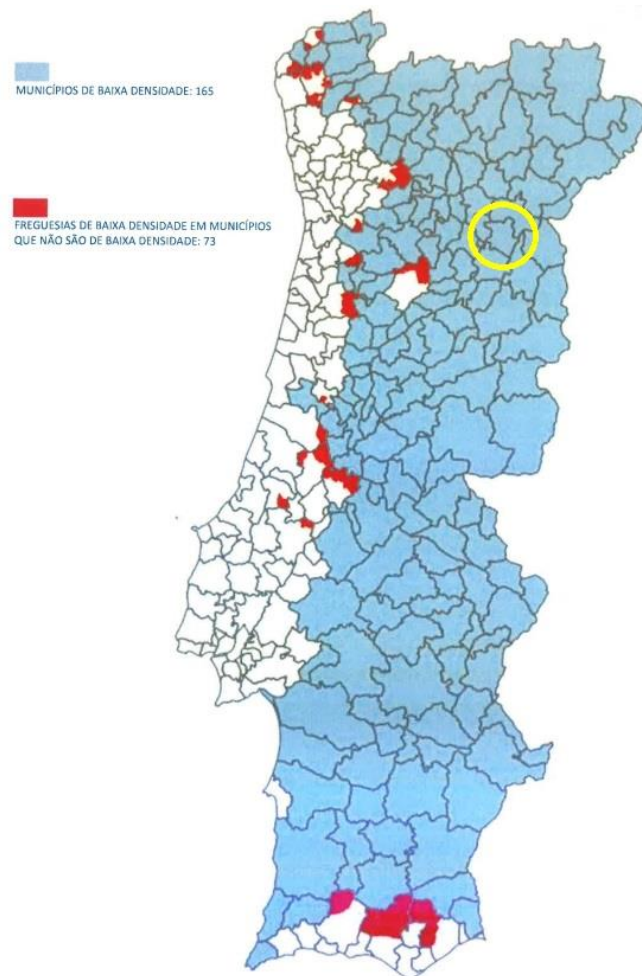 MUNICÍPIOS DE BAIXA DENSIDADE: 165
FREGUESIAS DE BAIXA DENSIDADE EM MUNICÍPIOS
QUE NÃO SÃO DE BAIXA DENSIDADE: 73